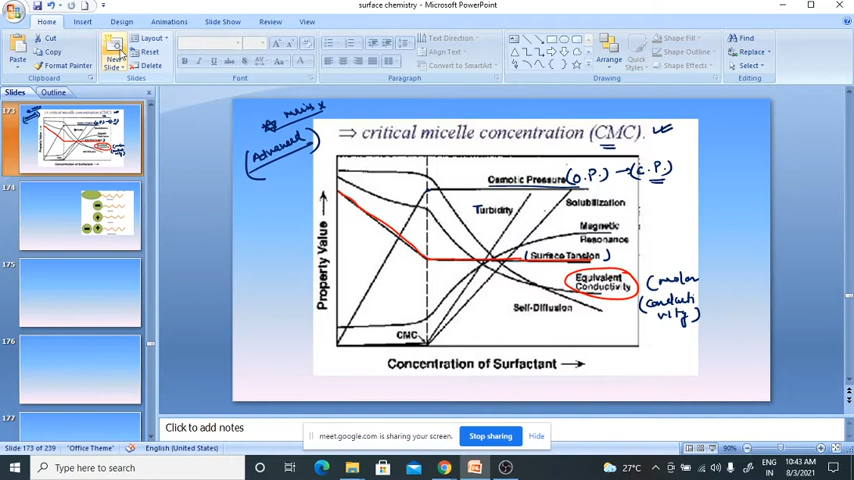 surface chemistry - Microsoft PowerPoint
Home Insert Design Animations Slide Show Review View
Paste
Cut
Copy
Format Painter
Clipboard
New
Slide
Layout
Reset
Delete
Slides
Font
Paragraph
Text Direction
Align Text
Convert to SmartArt
Arrange
Quick
Styles
Shape Fill
Shape Outline
Shape Effects
Drawing
Find
Replace
Select
Editing
Slides Outline
173
174
175
176
177
(Advanced)
⇒ critical micelle concentration (CMC).
Osmotic Pressure (O.P.) → (C.P.)
Turbidity
Solubilization
Magnetic
Resonance
(Surface Tension)
Equivalent
Conductivity
(molar
(conducti
vity)
Self-Diffusion
CMC
Property Value →
Concentration of Surfactant →
Click to add notes
meet.google.com is sharing your screen.
Stop sharing
Hide
Slide 173 of 239
"Office Theme"
English (United States)
90%
Type here to search
27°C
ENG
IN
10:43 AM
8/3/2021